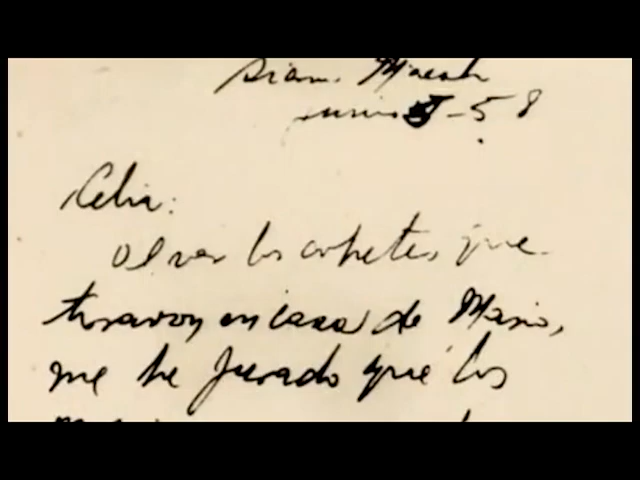 Sierra Maestra
Junio 5-58
Celia:
Al ver los cohetes que
tiraron en casa de Mario,
me he jurado que los